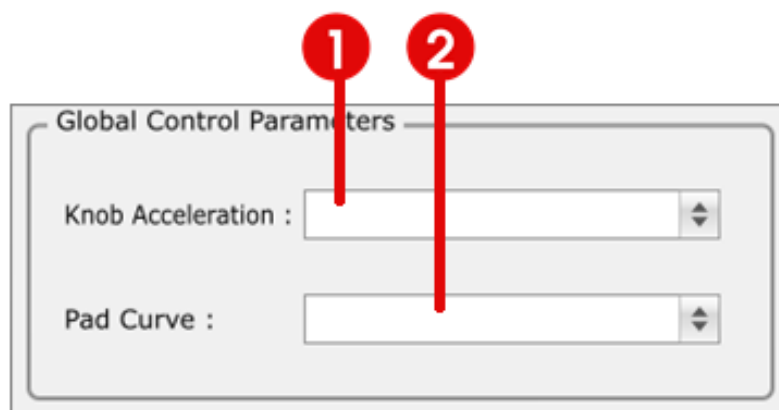 1 2
Global Control Parameters
Knob Acceleration :
Pad Curve :